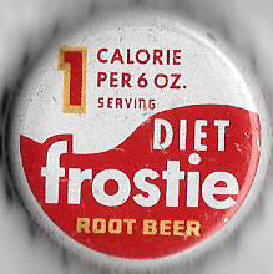 1 CALORIE
PER 6 OZ.
SERVING
DIET
frostie
ROOT BEER